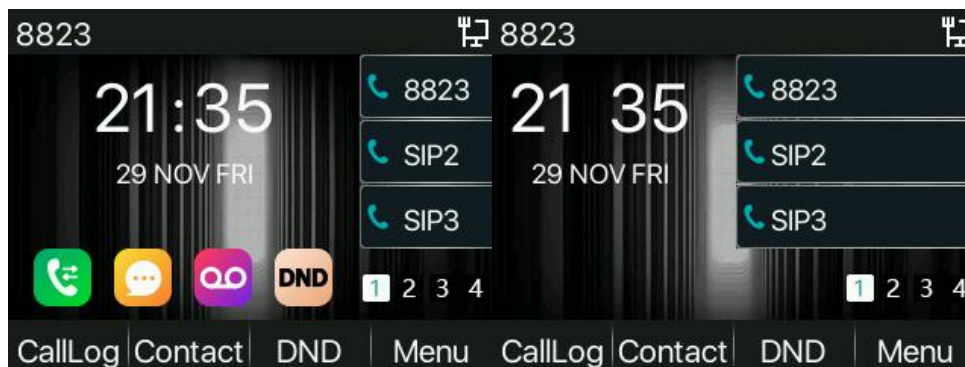 8823
21:35
29 NOV FRI
8823
SIP2
SIP3
DND
1 2 3 4
CallLog Contact DND Menu
8823
21 35
29 NOV FRI
8823
SIP2
SIP3
1 2 3 4
CallLog Contact DND Menu